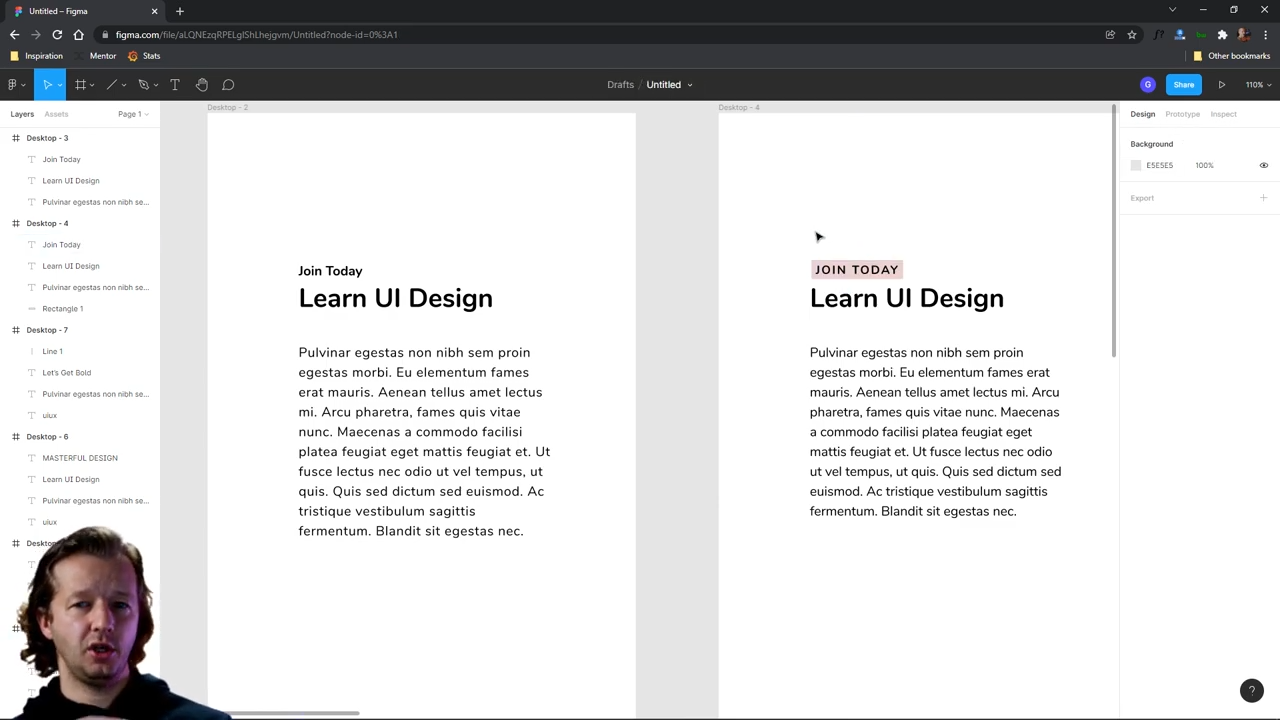 Untitled – Figma
figma.com/file/aLQNEzqRPELgIShLhejgvm/Untitled?node-id=0%3A1
Inspiration
Mentor
Stats
Other bookmarks
Drafts / Untitled
G
Share
110%
Layers
Assets
Page 1
Desktop - 3
Join Today
Learn UI Design
Pulvinar egestas non nibh se...
Desktop - 4
Join Today
Learn UI Design
Pulvinar egestas non nibh se...
Rectangle 1
Desktop - 7
Line 1
Let's Get Bold
Pulvinar egestas non nibh se...
uiux
Desktop - 6
MASTERFUL DESIGN
Learn UI Design
Pulvinar egestas non nibh se...
uiux
Desktop - 2
Join Today
Learn UI Design
Pulvinar egestas non nibh sem proin
egestas morbi. Eu elementum fames
erat mauris. Aenean tellus amet lectus
mi. Arcu pharetra, fames quis vitae
nunc. Maecenas a commodo facilisi
platea feugiat eget mattis feugiat et. Ut
fusce lectus nec odio ut vel tempus, ut
quis. Quis sed dictum sed euismod. Ac
tristique vestibulum sagittis
fermentum. Blandit sit egestas nec.
Desktop - 4
JOIN TODAY
Learn UI Design
Pulvinar egestas non nibh sem proin
egestas morbi. Eu elementum fames erat
mauris. Aenean tellus amet lectus mi. Arcu
pharetra, fames quis vitae nunc. Maecenas
a commodo facilisi platea feugiat eget
mattis feugiat et. Ut fusce lectus nec odio
ut vel tempus, ut quis. Quis sed dictum sed
euismod. Ac tristique vestibulum sagittis
fermentum. Blandit sit egestas nec.
Design
Prototype
Inspect
Background
E5E5E5
100%
Export
?